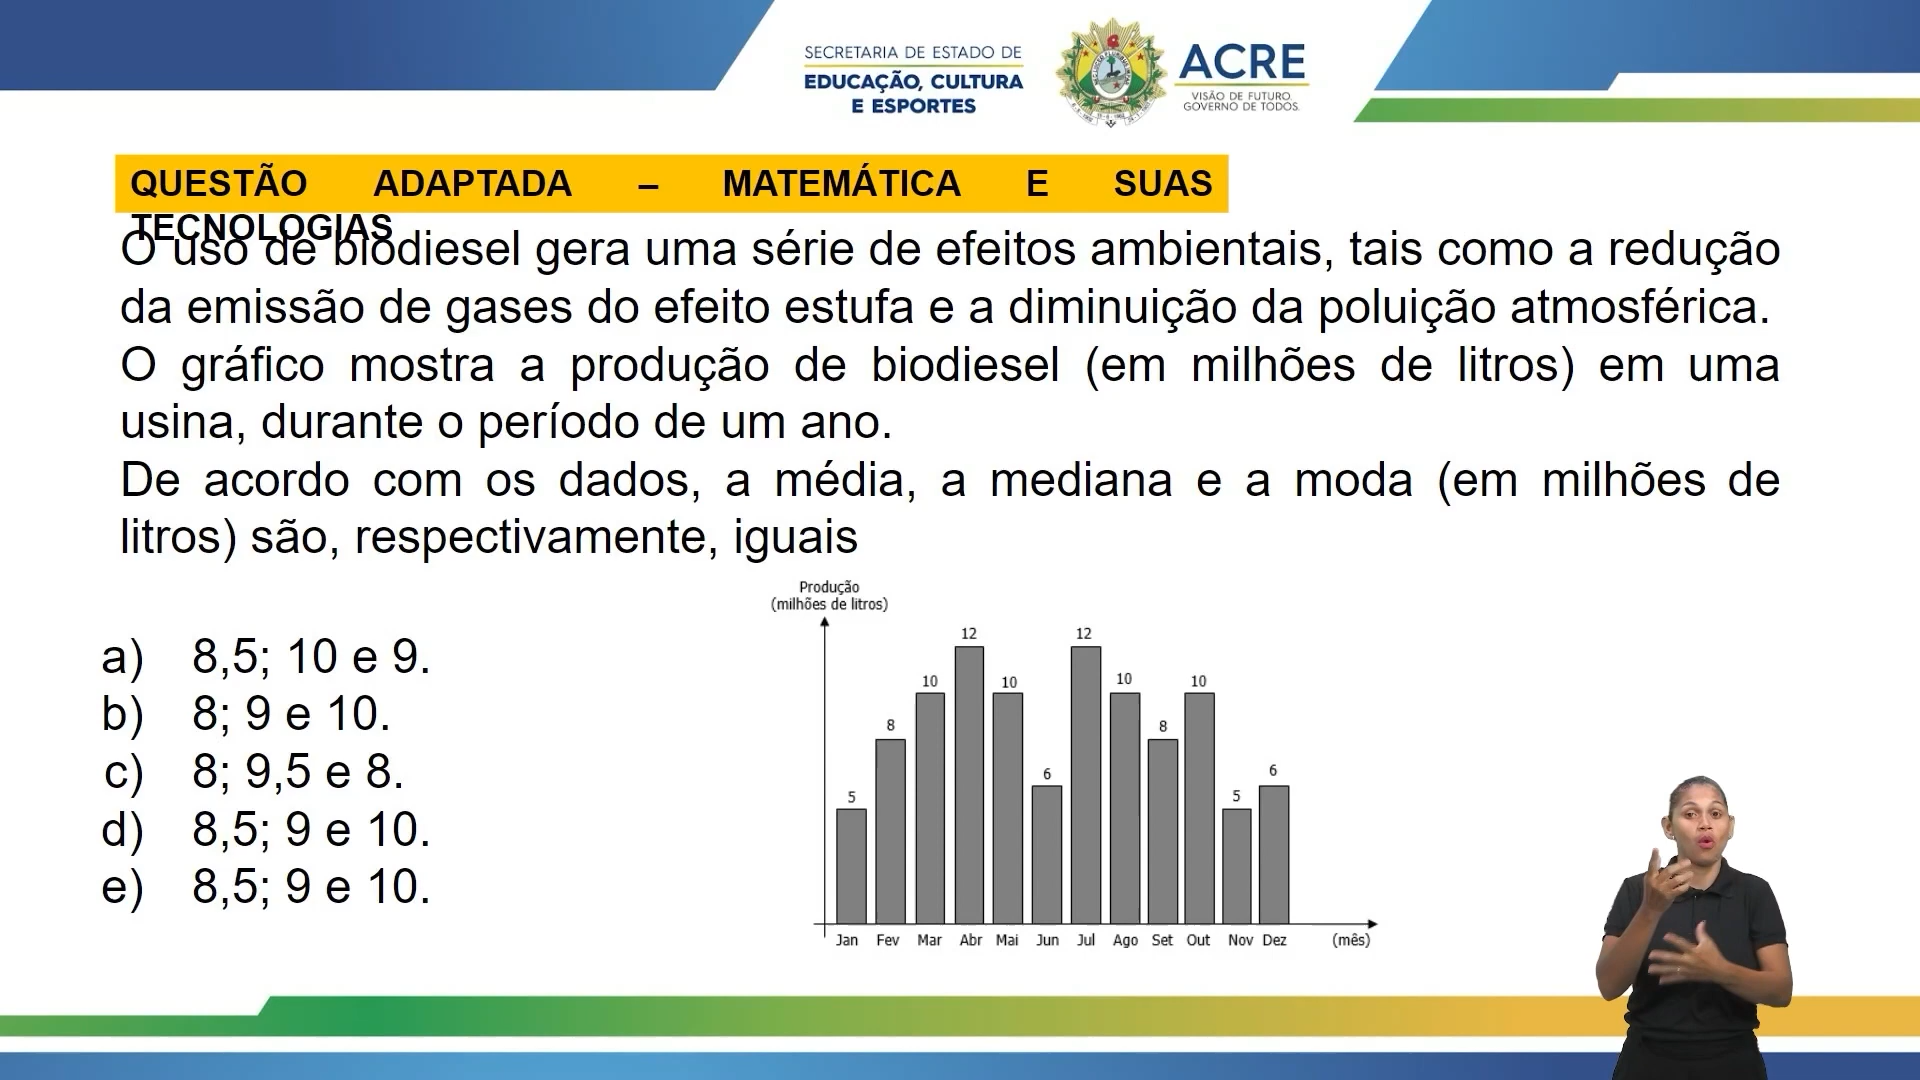 SECRETARIA DE ESTADO DE
EDUCAÇÃO, CULTURA
E ESPORTES
ACRE
VISÃO DE FUTURO.
GOVERNO DE TODOS.
QUESTÃO ADAPTADA – MATEMÁTICA E SUAS
TECNOLOGIAS
O uso de biodiesel gera uma série de efeitos ambientais, tais como a redução
da emissão de gases do efeito estufa e a diminuição da poluição atmosférica.
O gráfico mostra a produção de biodiesel (em milhões de litros) em uma
usina, durante o período de um ano.
De acordo com os dados, a média, a mediana e a moda (em milhões de
litros) são, respectivamente, iguais
a) 8,5; 10 e 9.
b) 8; 9 e 10.
c) 8; 9,5 e 8.
d) 8,5; 9 e 10.
e) 8,5; 9 e 10.
Produção
(milhões de litros)
5 8 10 12 10 6 12 10 8 10 5 6
Jan Fev Mar Abr Mai Jun Jul Ago Set Out Nov Dez (mês)